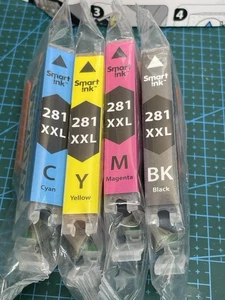 3
4
Smart
ink
281
XXL
C
Cyan
Smart
ink
281
XXL
Y
Yellow
Smart
ink
281
XXL
M
Magenta
Smart
ink
281
XXL
BK
Black